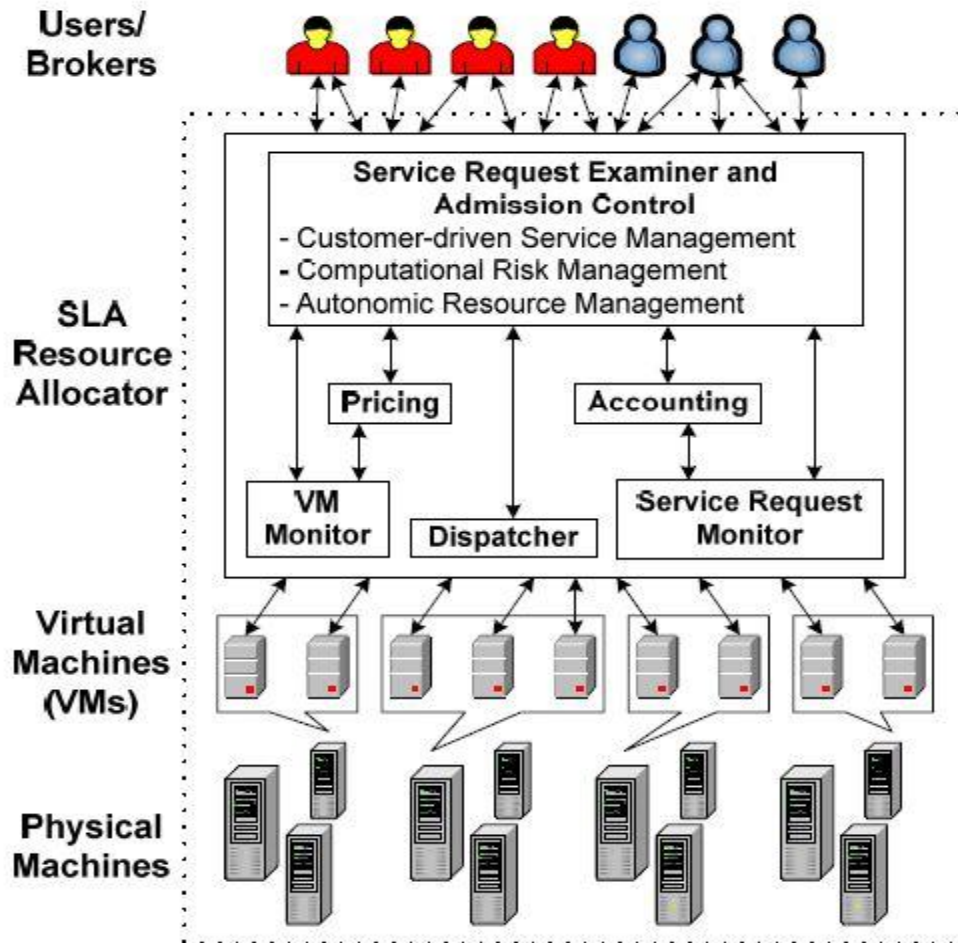 Users/
Brokers
Service Request Examiner and
Admission Control
- Customer-driven Service Management
- Computational Risk Management
- Autonomic Resource Management
SLA
Resource
Allocator
Pricing
Accounting
VM
Monitor
Dispatcher
Service Request
Monitor
Virtual
Machines
(VMs)
Physical
Machines